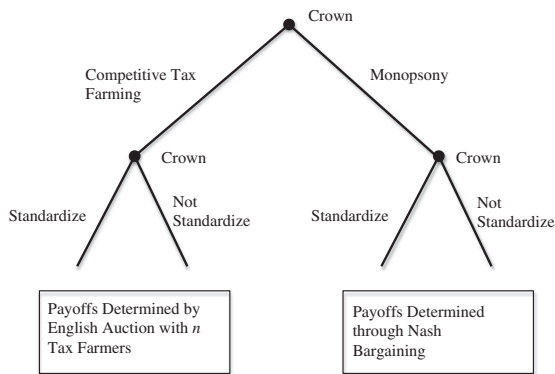 Crown
Competitive Tax
Farming
Monopsony
Crown
Crown
Standardize
Not
Standardize
Standardize
Not
Standardize
Payoffs Determined by
English Auction with n
Tax Farmers
Payoffs Determined
through Nash
Bargaining